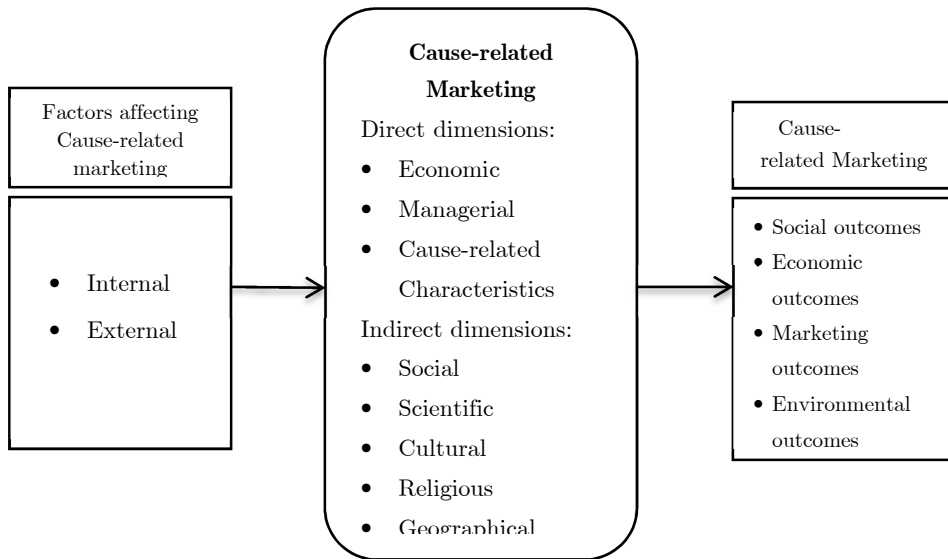 Factors affecting
Cause-related
marketing
• Internal
• External
Cause-related
Marketing
Direct dimensions:
• Economic
• Managerial
• Cause-related
Characteristics
Indirect dimensions:
• Social
• Scientific
• Cultural
• Religious
• Geographical
Cause-
related Marketing
• Social outcomes
• Economic
outcomes
• Marketing
outcomes
• Environmental
outcomes